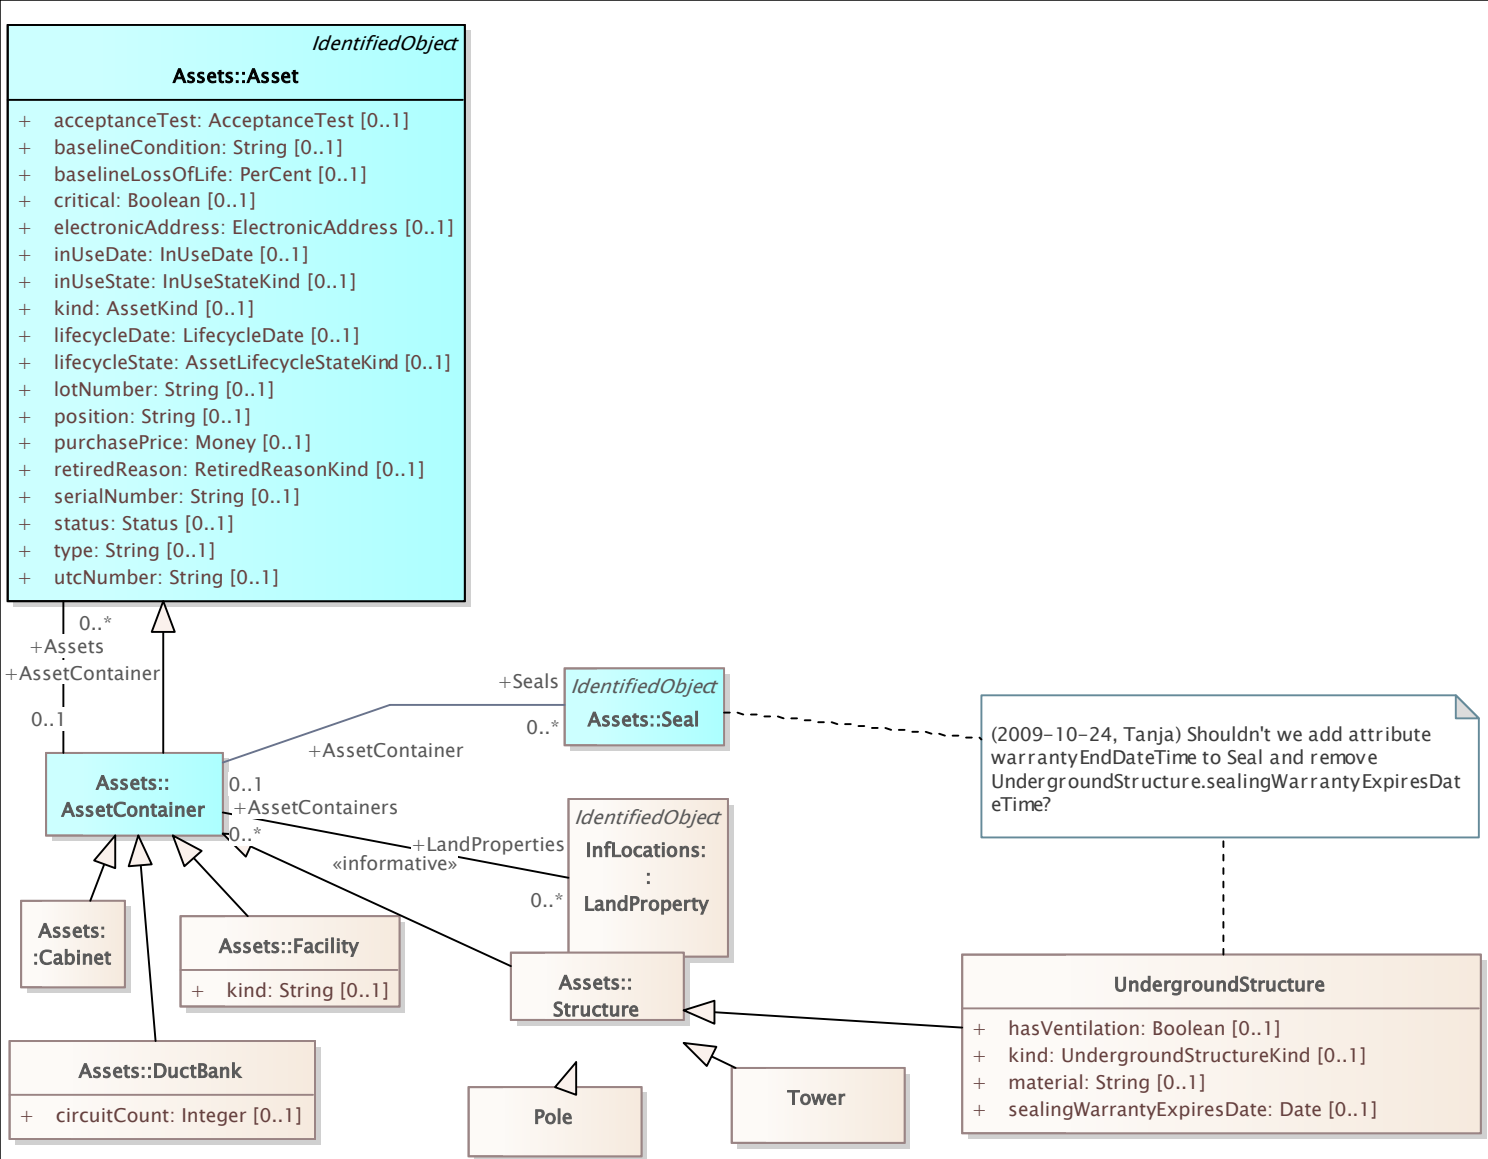 IdentifiedObject
Assets::Asset
+ acceptanceTest: AcceptanceTest [0..1]
+ baselineCondition: String [0..1]
+ baselineLossOfLife: PerCent [0..1]
+ critical: Boolean [0..1]
+ electronicAddress: ElectronicAddress [0..1]
+ inUseDate: InUseDate [0..1]
+ inUseState: InUseStateKind [0..1]
+ kind: AssetKind [0..1]
+ lifecycleDate: LifecycleDate [0..1]
+ lifecycleState: AssetLifecycleStateKind [0..1]
+ lotNumber: String [0..1]
+ position: String [0..1]
+ purchasePrice: Money [0..1]
+ retiredReason: RetiredReasonKind [0..1]
+ serialNumber: String [0..1]
+ status: Status [0..1]
+ type: String [0..1]
+ utcNumber: String [0..1]
0..*
+Assets
+AssetContainer
0..1
+Seals
0..*
IdentifiedObject
Assets::Seal
+AssetContainer
0..1
(2009-10-24, Tanja) Shouldn't we add attribute
warrantyEndDateTime to Seal and remove
UndergroundStructure.sealingWarrantyExpiresDat
eTime?
Assets::
AssetContainer
+AssetContainers
0..*
+LandProperties
«informative»
0..*
IdentifiedObject
InfLocations:
:
LandProperty
Assets:
:Cabinet
Assets::Facility
+ kind: String [0..1]
Assets::
Structure
UndergroundStructure
+ hasVentilation: Boolean [0..1]
+ kind: UndergroundStructureKind [0..1]
+ material: String [0..1]
+ sealingWarrantyExpiresDate: Date [0..1]
Assets::DuctBank
+ circuitCount: Integer [0..1]
Pole
Tower